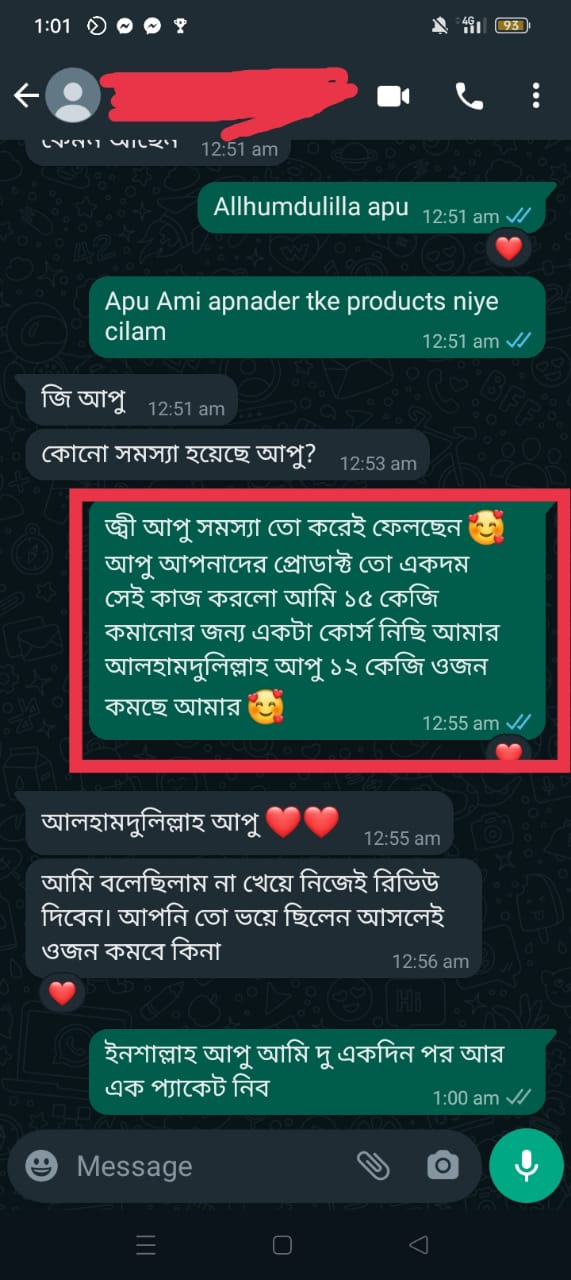 1:01
4G
93
কেমন আছেন 12:51 am
Allhumdulilla apu 12:51 am
Apu Ami apnader tke products niye
cilam 12:51 am
জি আপু 12:51 am
কোনো সমস্যা হয়েছে আপু? 12:53 am
জ্বী আপু সমস্যা তো করেই ফেলছেন 🥰
আপু আপনাদের প্রোডাক্ট তো একদম
সেই কাজ করলো আমি ১৫ কেজি
কমানোর জন্য একটা কোর্স নিছি আমার
আলহামদুলিল্লাহ আপু ১২ কেজি ওজন
কমছে আমার 🥰 12:55 am
আলহামদুলিল্লাহ আপু ❤️❤️ 12:55 am
আমি বলেছিলাম না খেয়ে নিজেই রিভিউ
দিবেন। আপনি তো ভয়ে ছিলেন আসলেই
ওজন কমবে কিনা 12:56 am
ইনশাল্লাহ আপু আমি দু একদিন পর আর
এক প্যাকেট নিব 1:00 am
Message